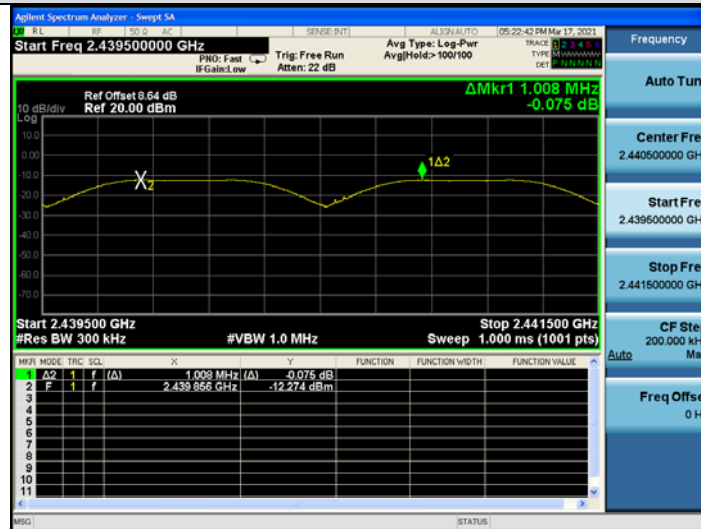 Agilent Spectrum Analyzer - Swept SA
RL RF 50 Ω AC SENSE:INT ALIGN AUTO 05:22:42 PM Mar 17, 2021
Start Freq 2.439500000 GHz
PNO: Fast
IFGain:Low
Trig: Free Run
Atten: 22 dB
Avg Type: Log-Pwr
Avg|Hold:> 100/100
TRACE 1 2 3 4 5 6
TYPE MWWWWW
DET P N N N N N
Ref Offset 8.64 dB
Ref 20.00 dBm
10 dB/div
Log
ΔMkr1 1.008 MHz
-0.075 dB
10.0
0.00
-10.0
-20.0
-30.0
-40.0
-50.0
-60.0
-70.0
X2
1Δ2
Start 2.439500 GHz Stop 2.441500 GHz
#Res BW 300 kHz #VBW 1.0 MHz Sweep 1.000 ms (1001 pts)
MKR MODE TRC SCL X Y FUNCTION FUNCTION WIDTH FUNCTION VALUE
1 Δ2 1 f (Δ) 1.008 MHz (Δ) -0.075 dB
2 F 1 f 2.439 856 GHz -12.274 dBm
3
4
5
6
7
8
9
10
11
MSG STATUS
Frequency
Auto Tun
Center Fre
2.440500000 GH
Start Fre
2.439500000 GH
Stop Fre
2.441500000 GH
CF Ste
200.000 kH
Auto Ma
Freq Offse
0 H